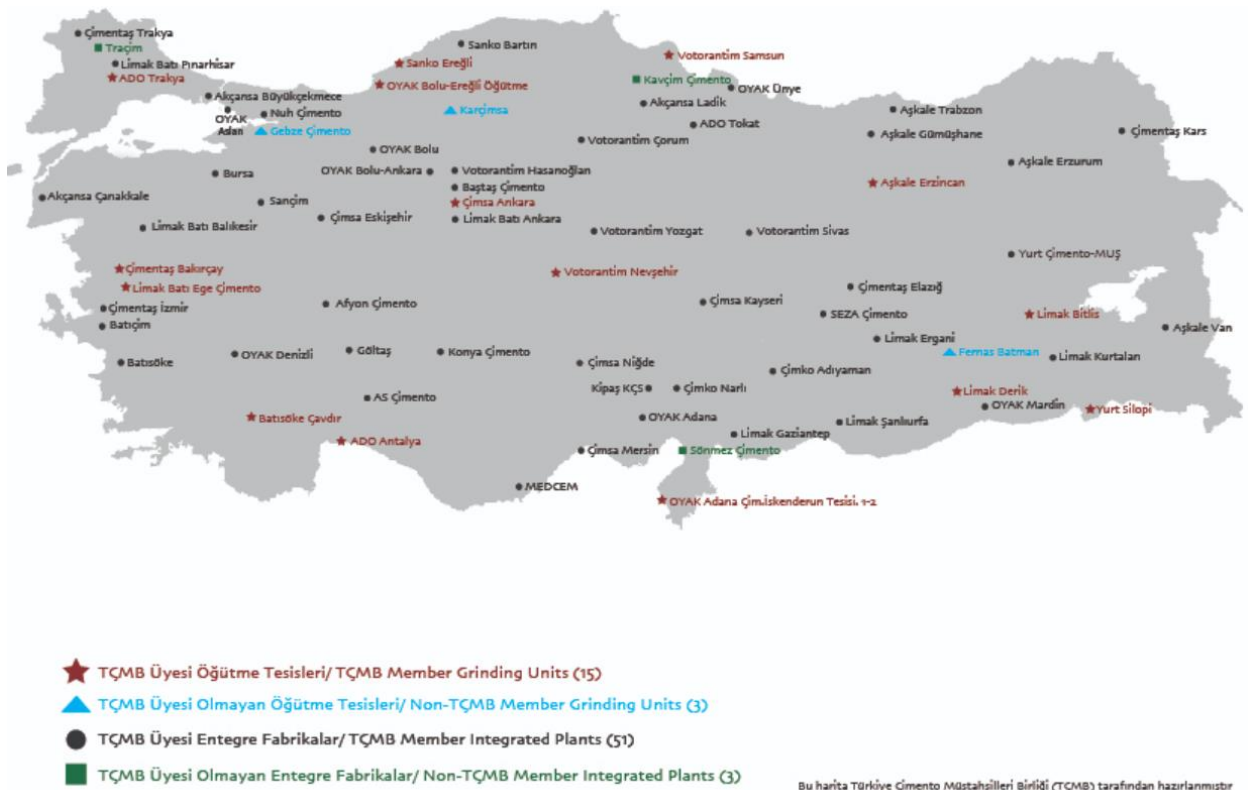 Çimentaş Trakya
Traçim
Limak Batı Pınarhisar
ADO Trakya
Akçansa Büyükçekmece
OYAK
Aslan
Nuh Çimento
Gebze Çimento
Sanko Bartın
Sanko Ereğli
OYAK Bolu-Ereğli Öğütme
Karçimsa
Votorantim Samsun
Kavçim Çimento
OYAK Ünye
Akçansa Ladik
ADO Tokat
Votorantim Çorum
Aşkale Trabzon
Aşkale Gümüşhane
Çimentaş Kars
Aşkale Erzurum
Aşkale Erzincan
OYAK Bolu
OYAK Bolu-Ankara
Votorantim Hasanoğlan
Baştaş Çimento
Çimsa Ankara
Limak Batı Ankara
Bursa
Akçansa Çanakkale
Sançim
Çimsa Eskişehir
Limak Batı Balıkesir
Votorantim Yozgat
Votorantim Sivas
Yurt Çimento-MUŞ
Çimentaş Bakırçay
Limak Batı Ege Çimento
Votorantim Nevşehir
Çimentaş Elazığ
Çimentaş İzmir
Afyon Çimento
Çimsa Kayseri
SEZA Çimento
Limak Bitlis
Batıçim
Aşkale Van
Limak Ergani
Batısöke
OYAK Denizli
Göltaş
Konya Çimento
Fernas Batman
Limak Kurtalan
Çimsa Niğde
Çimko Adıyaman
Kipaş KÇS
Çimko Narlı
Limak Derik
AS Çimento
OYAK Mardin
Yurt Silopi
Batısöke Çavdır
OYAK Adana
Limak Şanlıurfa
ADO Antalya
Limak Gaziantep
Çimsa Mersin
Sönmez Çimento
MEDCEM
OYAK Adana Çim.İskenderun Tesisi. 1-2
TÇMB Üyesi Öğütme Tesisleri/ TÇMB Member Grinding Units (15)
TÇMB Üyesi Olmayan Öğütme Tesisleri/ Non-TÇMB Member Grinding Units (3)
TÇMB Üyesi Entegre Fabrikalar/ TÇMB Member Integrated Plants (51)
TÇMB Üyesi Olmayan Entegre Fabrikalar/ Non-TÇMB Member Integrated Plants (3)
Bu harita Türkiye Çimento Müstahsilleri Birliği (TÇMB) tarafından hazırlanmıştır